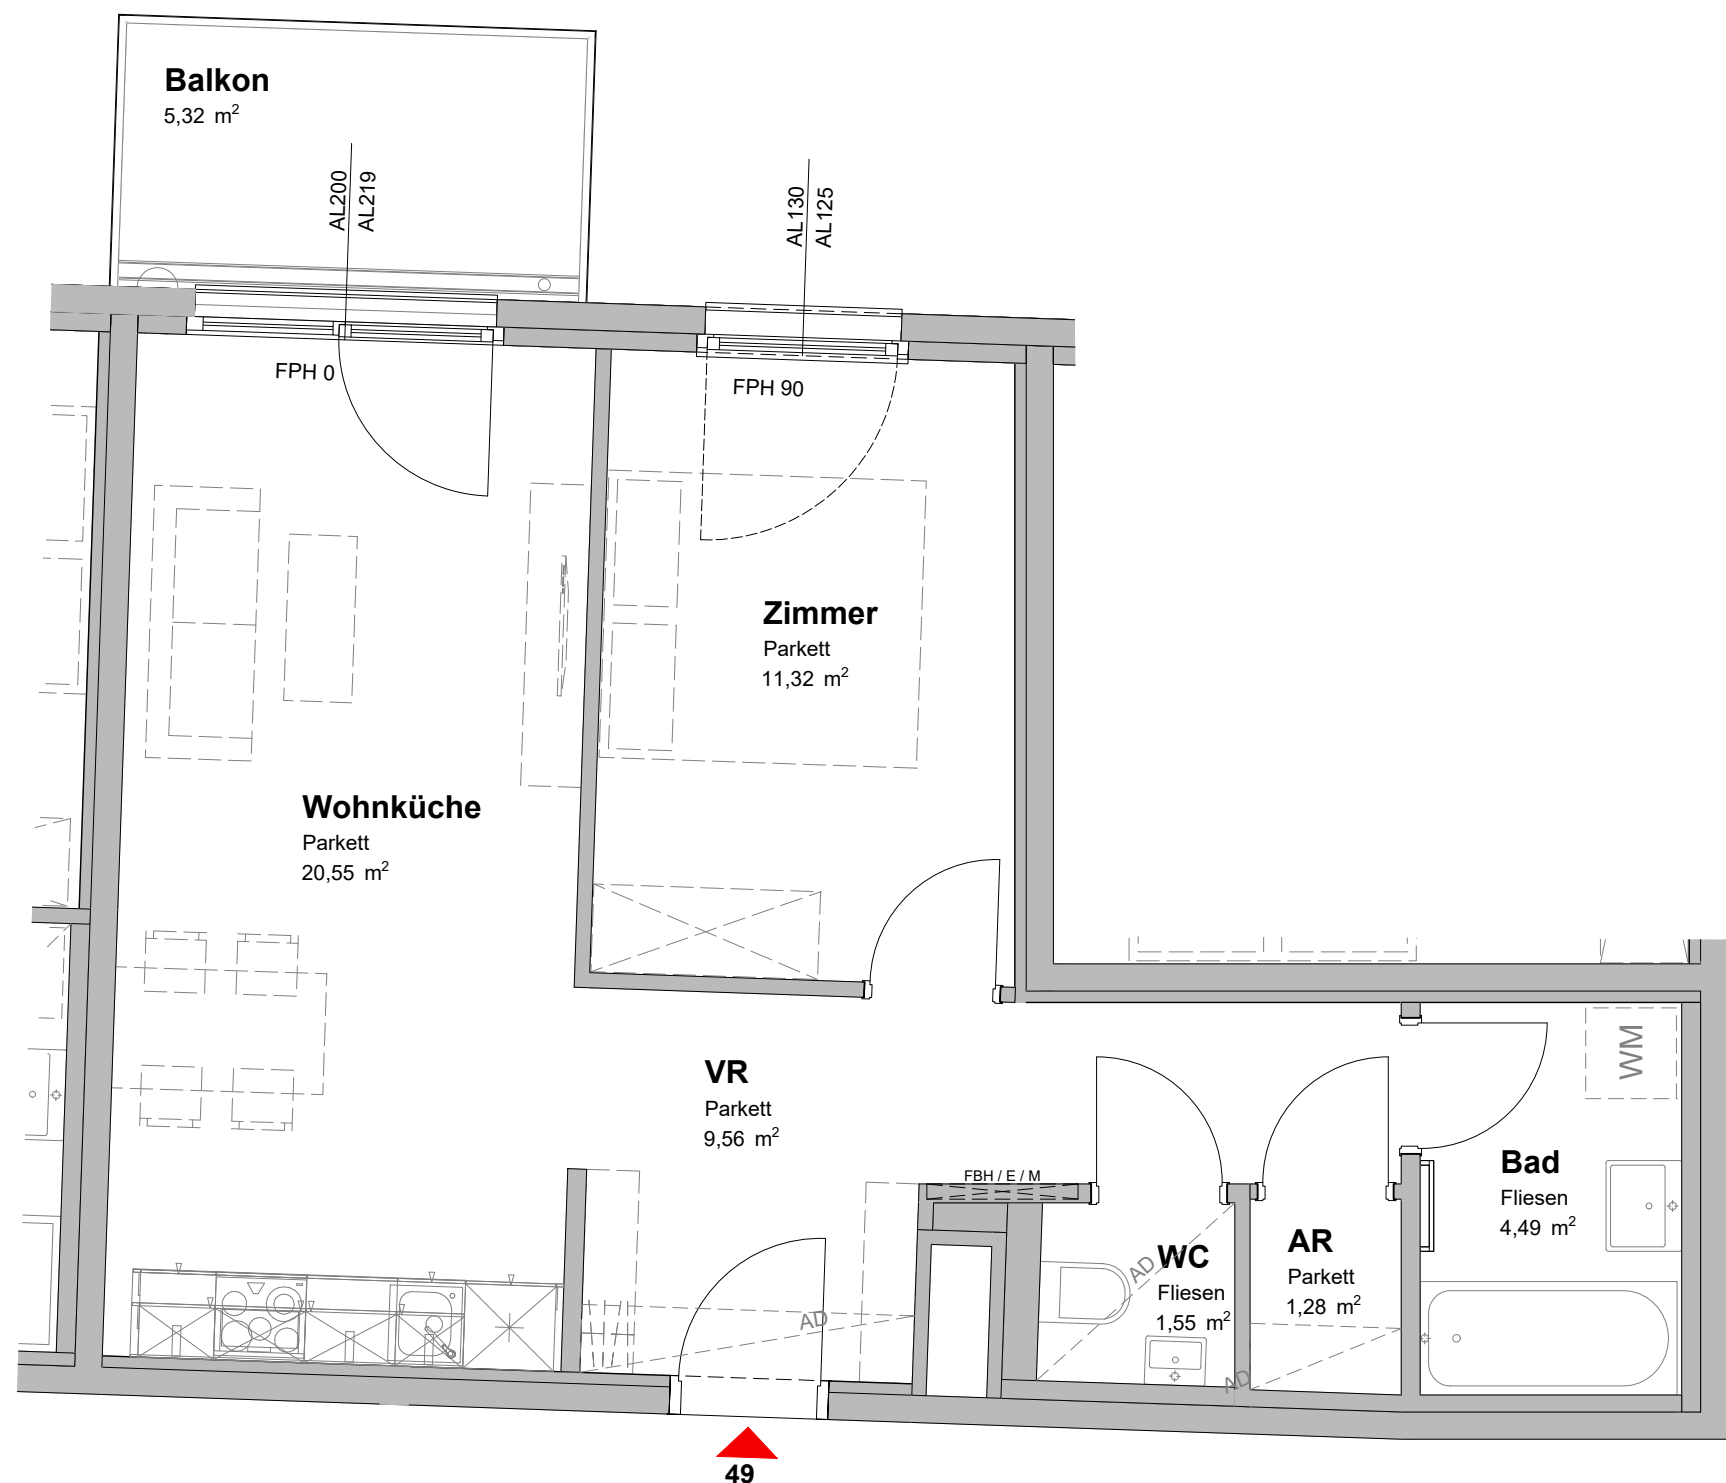 Balkon
5,32 m²
AL200
AL219
AL130
AL125
FPH 0
FPH 90
Zimmer
Parkett
11,32 m²
Wohnküche
Parkett
20,55 m²
VR
Parkett
9,56 m²
WM
FBH / E / M
Bad
Fliesen
4,49 m²
WC
Fliesen
1,55 m²
AR
Parkett
1,28 m²
AD
AD
AD
49